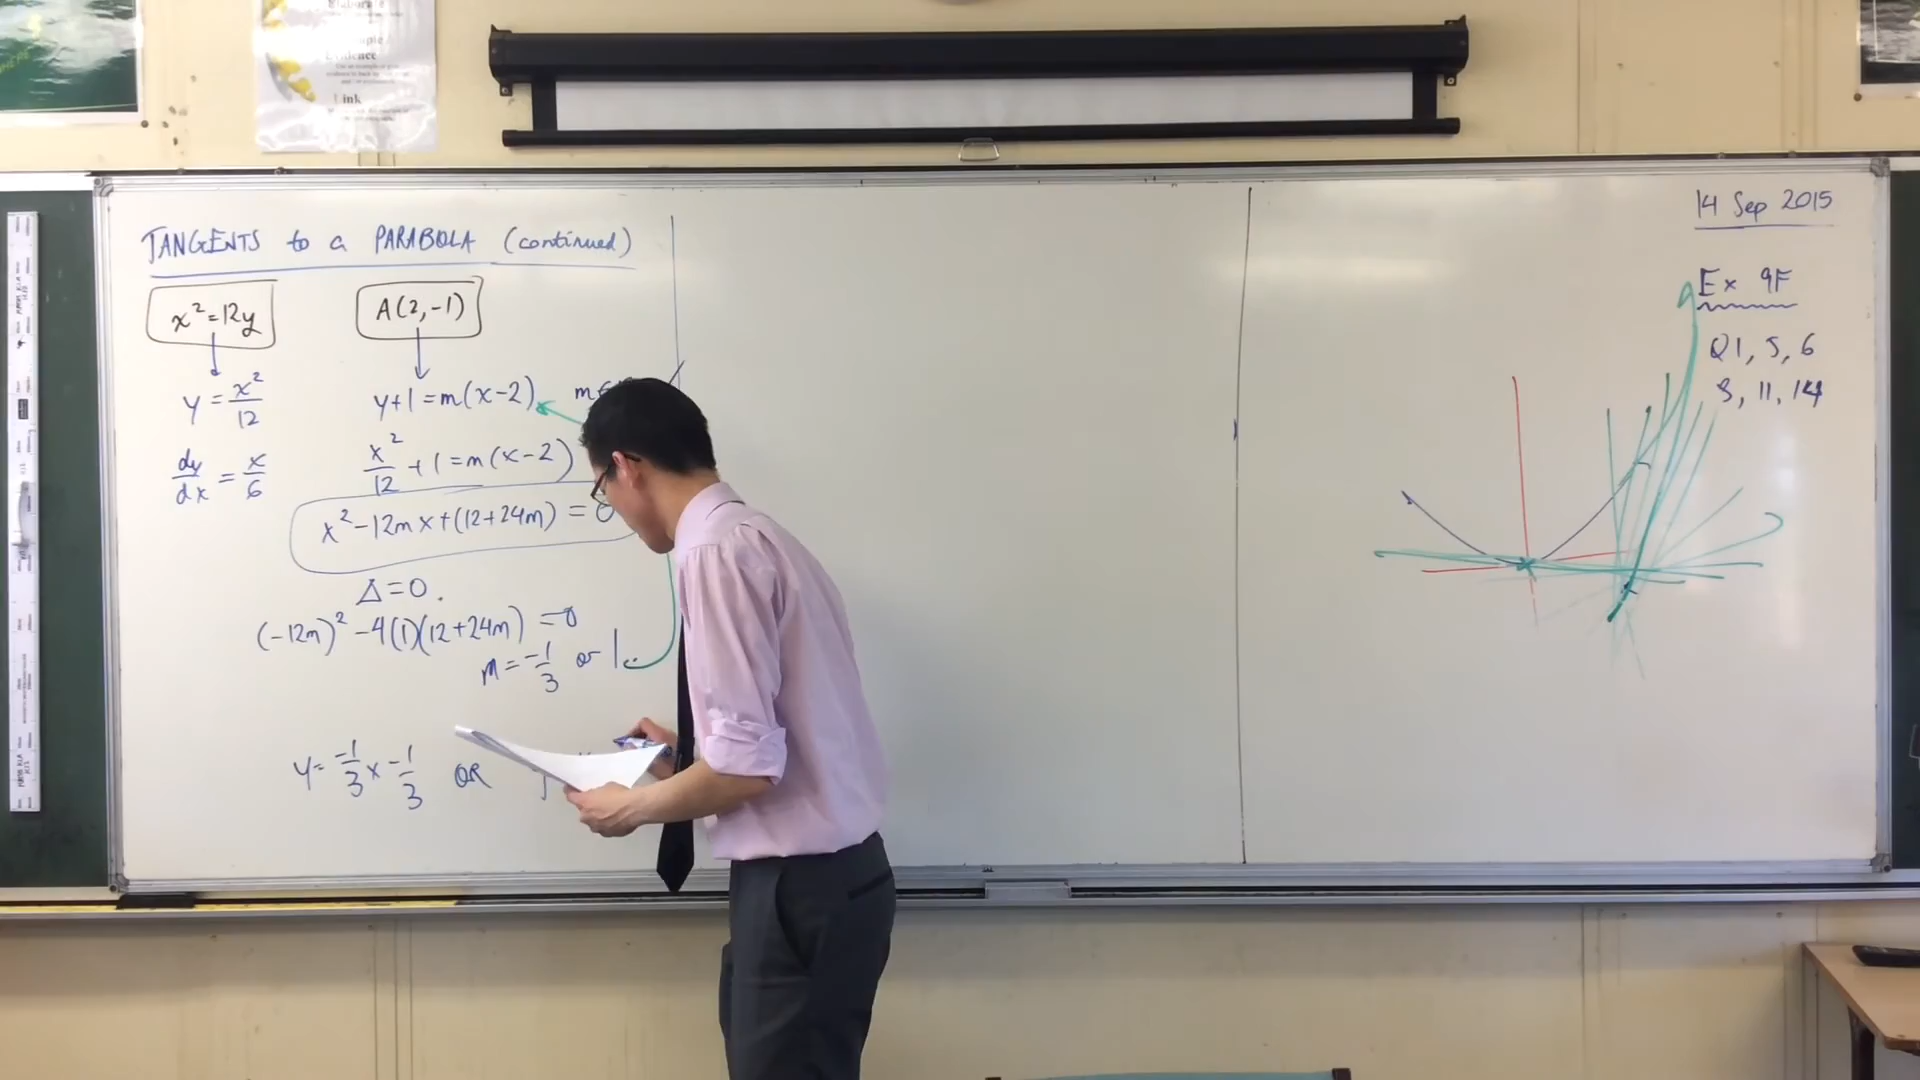 TANGENTS to a PARABOLA (continued)
x²=12y
A(2,-1)
y = x²/12
y+1=m(x-2)
dy/dx = x/6
x²/12 + 1 = m(x-2)
x²-12mx+(12+24m) = 0
Δ=0.
(-12m)² -4(1)(12+24m) = 0
m = -1/3 or 1
y = -1/3 x - 1/3 OR
14 Sep 2015
Ex 9F
Q1, 5, 6
11, 14
Elaborate
Link